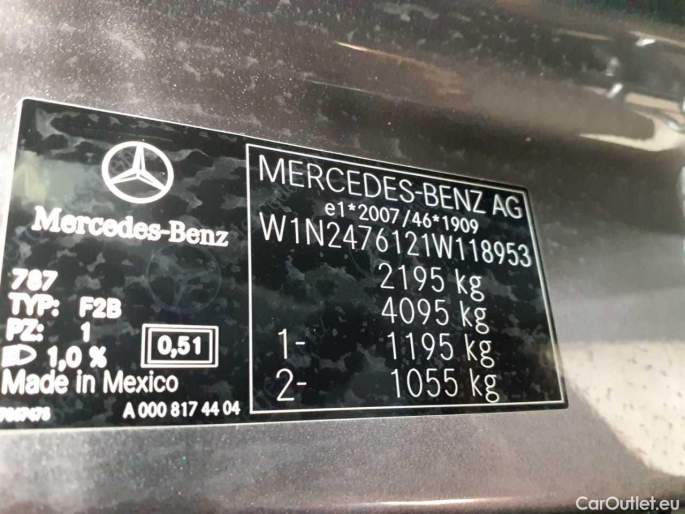 Mercedes-Benz
787
TYP: F2B
PZ: 1
1,0 %
0,51
Made in Mexico
A 000 817 44 04
MERCEDES-BENZ AG
e1*2007/46*1909
W1N2476121W118953
2195 kg
4095 kg
1- 1195 kg
2- 1055 kg
CarOutlet.eu